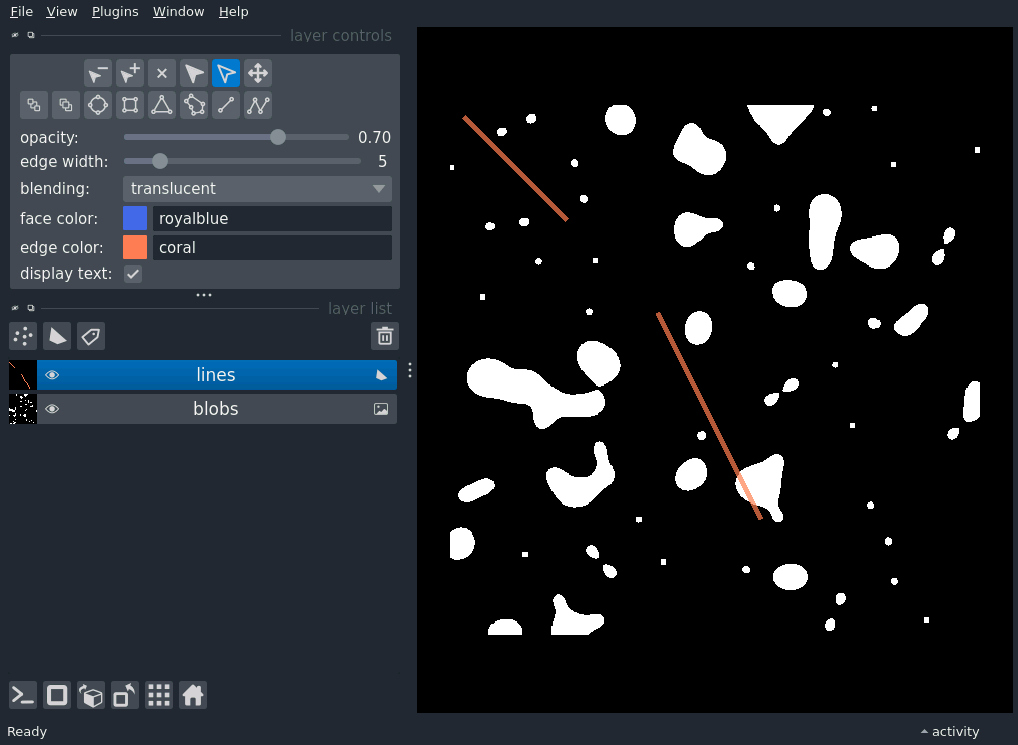 File View Plugins Window Help
layer controls
opacity: 0.70
edge width: 5
blending: translucent
face color: royalblue
edge color: coral
display text:
layer list
lines
blobs
Ready activity